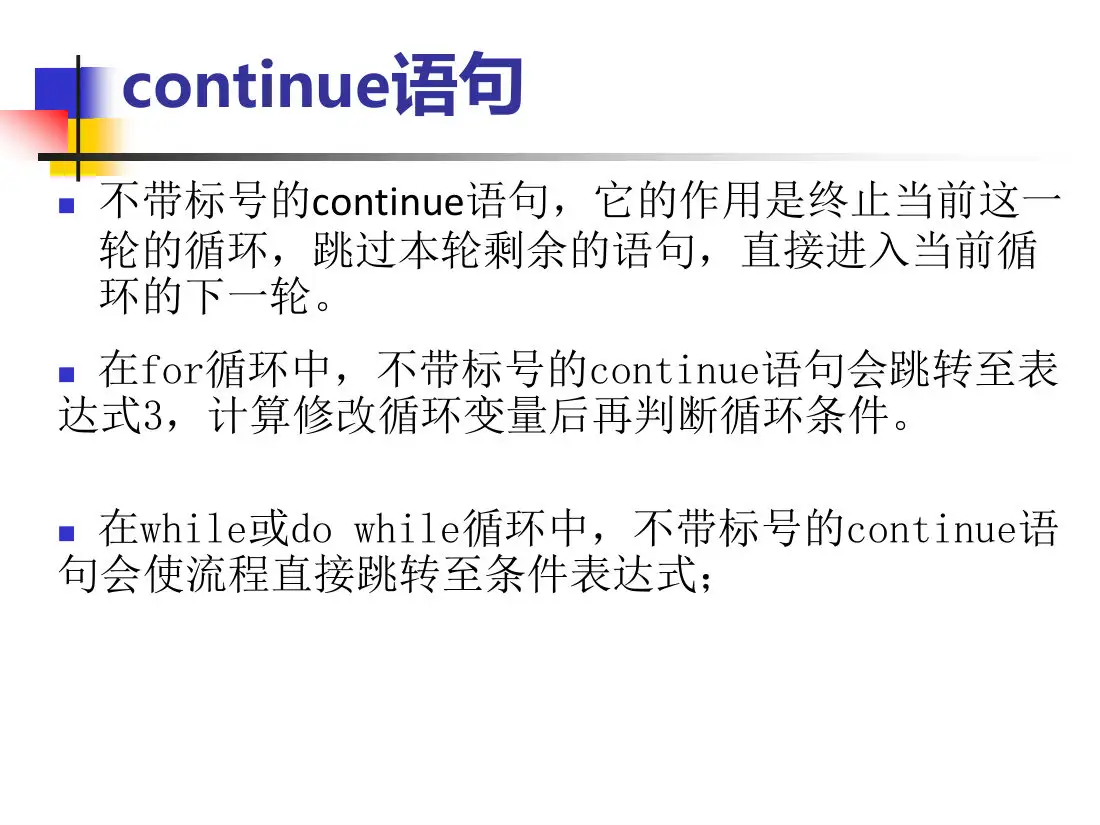 continue语句
不带标号的continue语句，它的作用是终止当前这一
轮的循环，跳过本轮剩余的语句，直接进入当前循
环的下一轮。
在for循环中，不带标号的continue语句会跳转至表
达式3，计算修改循环变量后再判断循环条件。
在while或do while循环中，不带标号的continue语
句会使流程直接跳转至条件表达式；